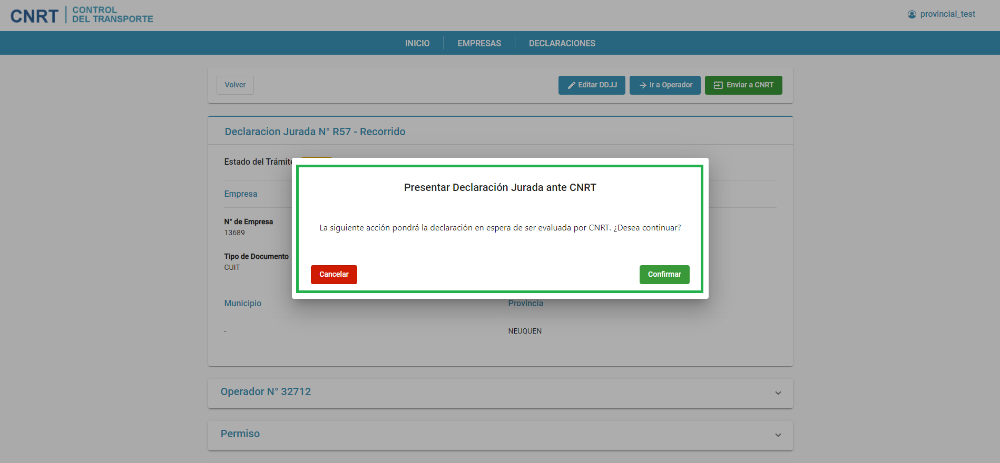 CNRT CONTROL
DEL TRANSPORTE
provincial_test
INICIO EMPRESAS DECLARACIONES
Volver Editar DDJJ Ir a Operador Enviar a CNRT
Declaracion Jurada N° R57 - Recorrido
Estado del Trámite
Presentar Declaración Jurada ante CNRT
La siguiente acción pondrá la declaración en espera de ser evaluada por CNRT. ¿Desea continuar?
Cancelar Confirmar
Empresa
N° de Empresa
13689
Tipo de Documento
CUIT
Municipio Provincia
- NEUQUEN
Operador N° 32712
Permiso